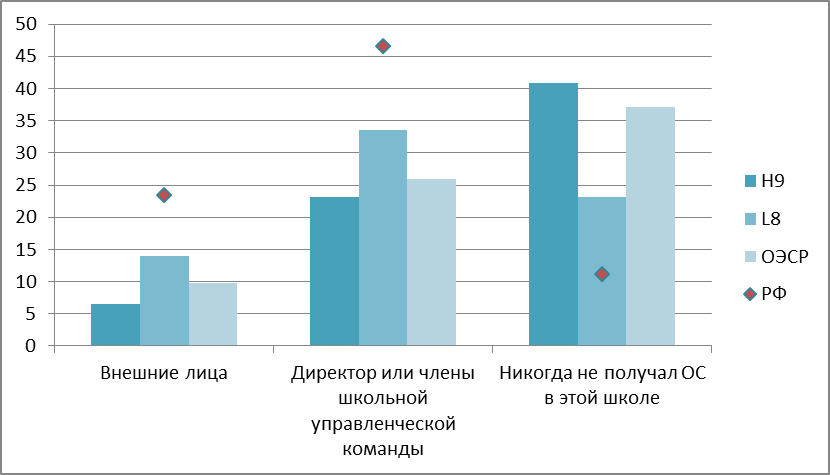 50
45
40
35
30
25
20
15
10
5
0
Внешние лица
Директор или члены
школьной
управленческой
команды
Никогда не получал ОС
в этой школе
H9
L8
ОЭСР
РФ